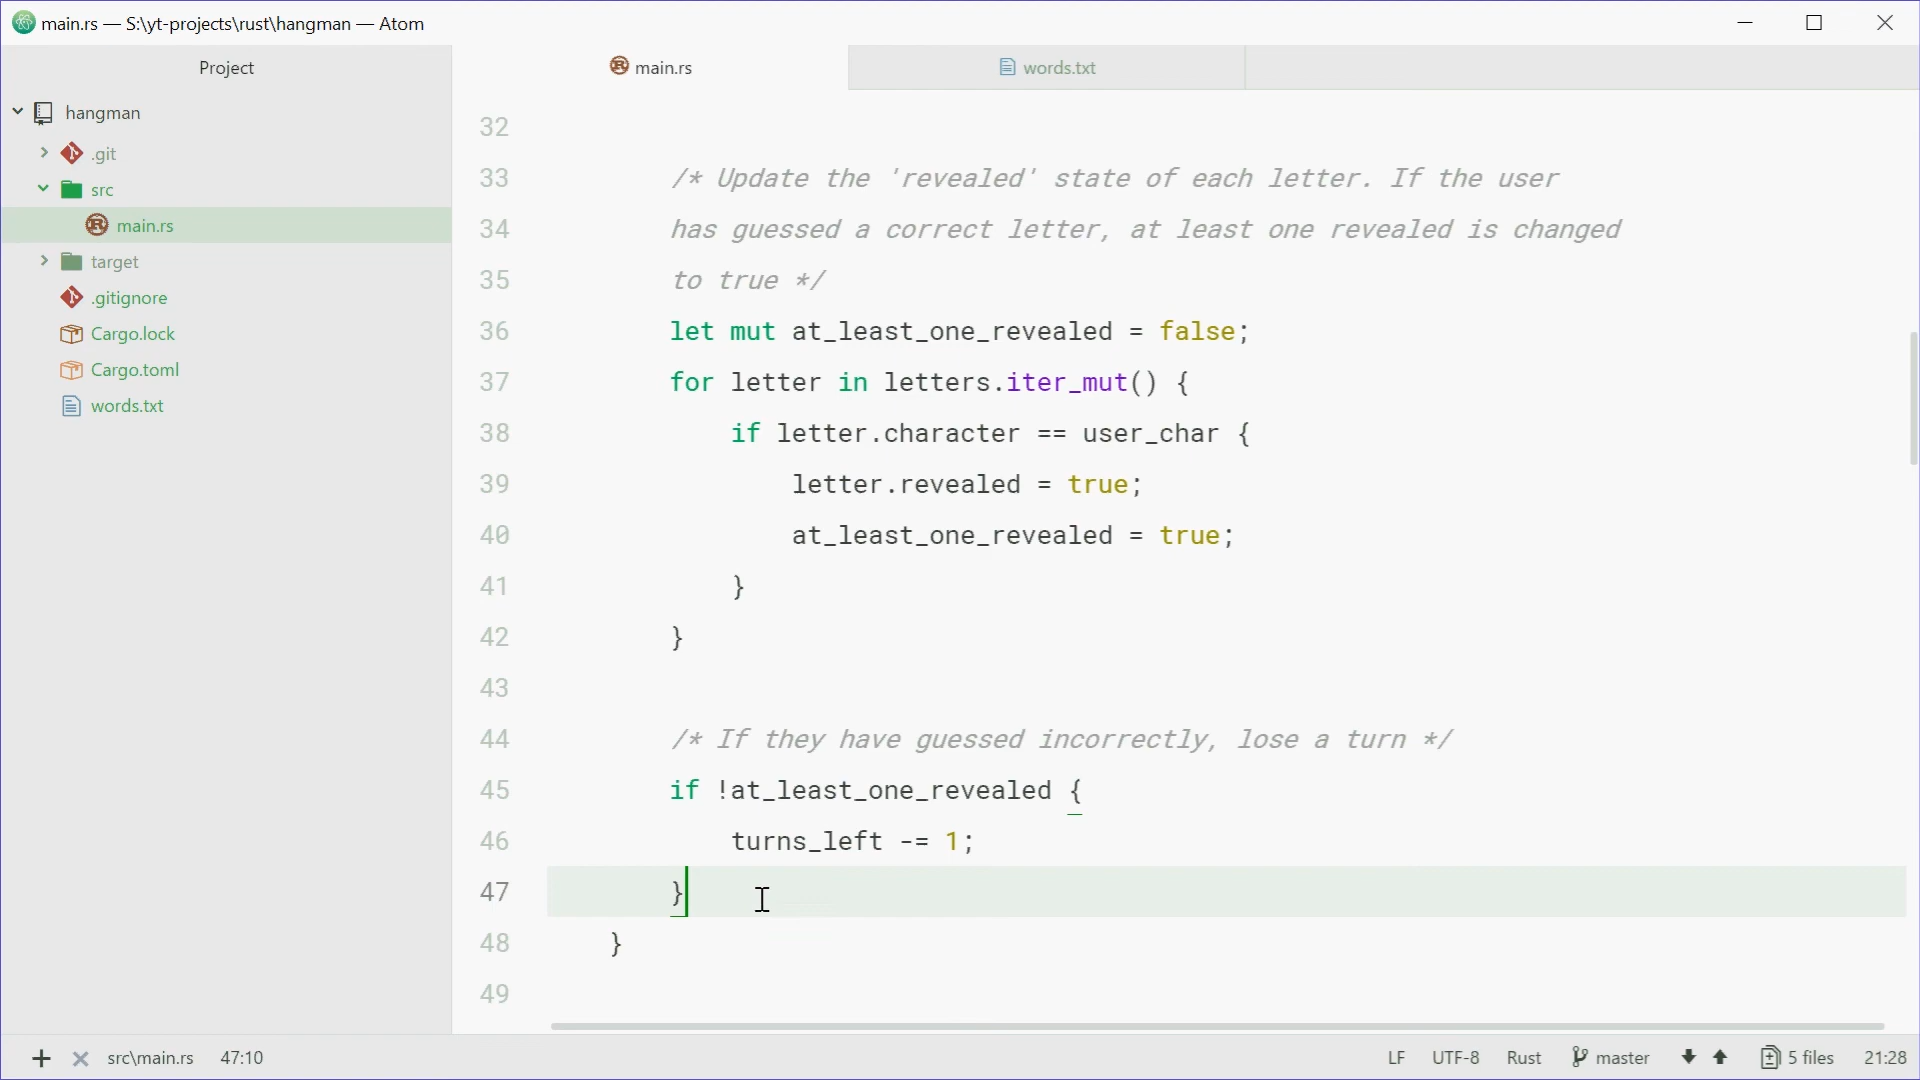 main.rs — S:\yt-projects\rust\hangman — Atom
Project
main.rs
words.txt
hangman
.git
src
main.rs
target
.gitignore
Cargo.lock
Cargo.toml
words.txt
32
33 /* Update the 'revealed' state of each letter. If the user
34 has guessed a correct letter, at least one revealed is changed
35 to true */
36 let mut at_least_one_revealed = false;
37 for letter in letters.iter_mut() {
38 if letter.character == user_char {
39 letter.revealed = true;
40 at_least_one_revealed = true;
41 }
42 }
43
44 /* If they have guessed incorrectly, lose a turn */
45 if !at_least_one_revealed {
46 turns_left -= 1;
47 }
48 }
49
src\main.rs 47:10 LF UTF-8 Rust master 5 files 21:28